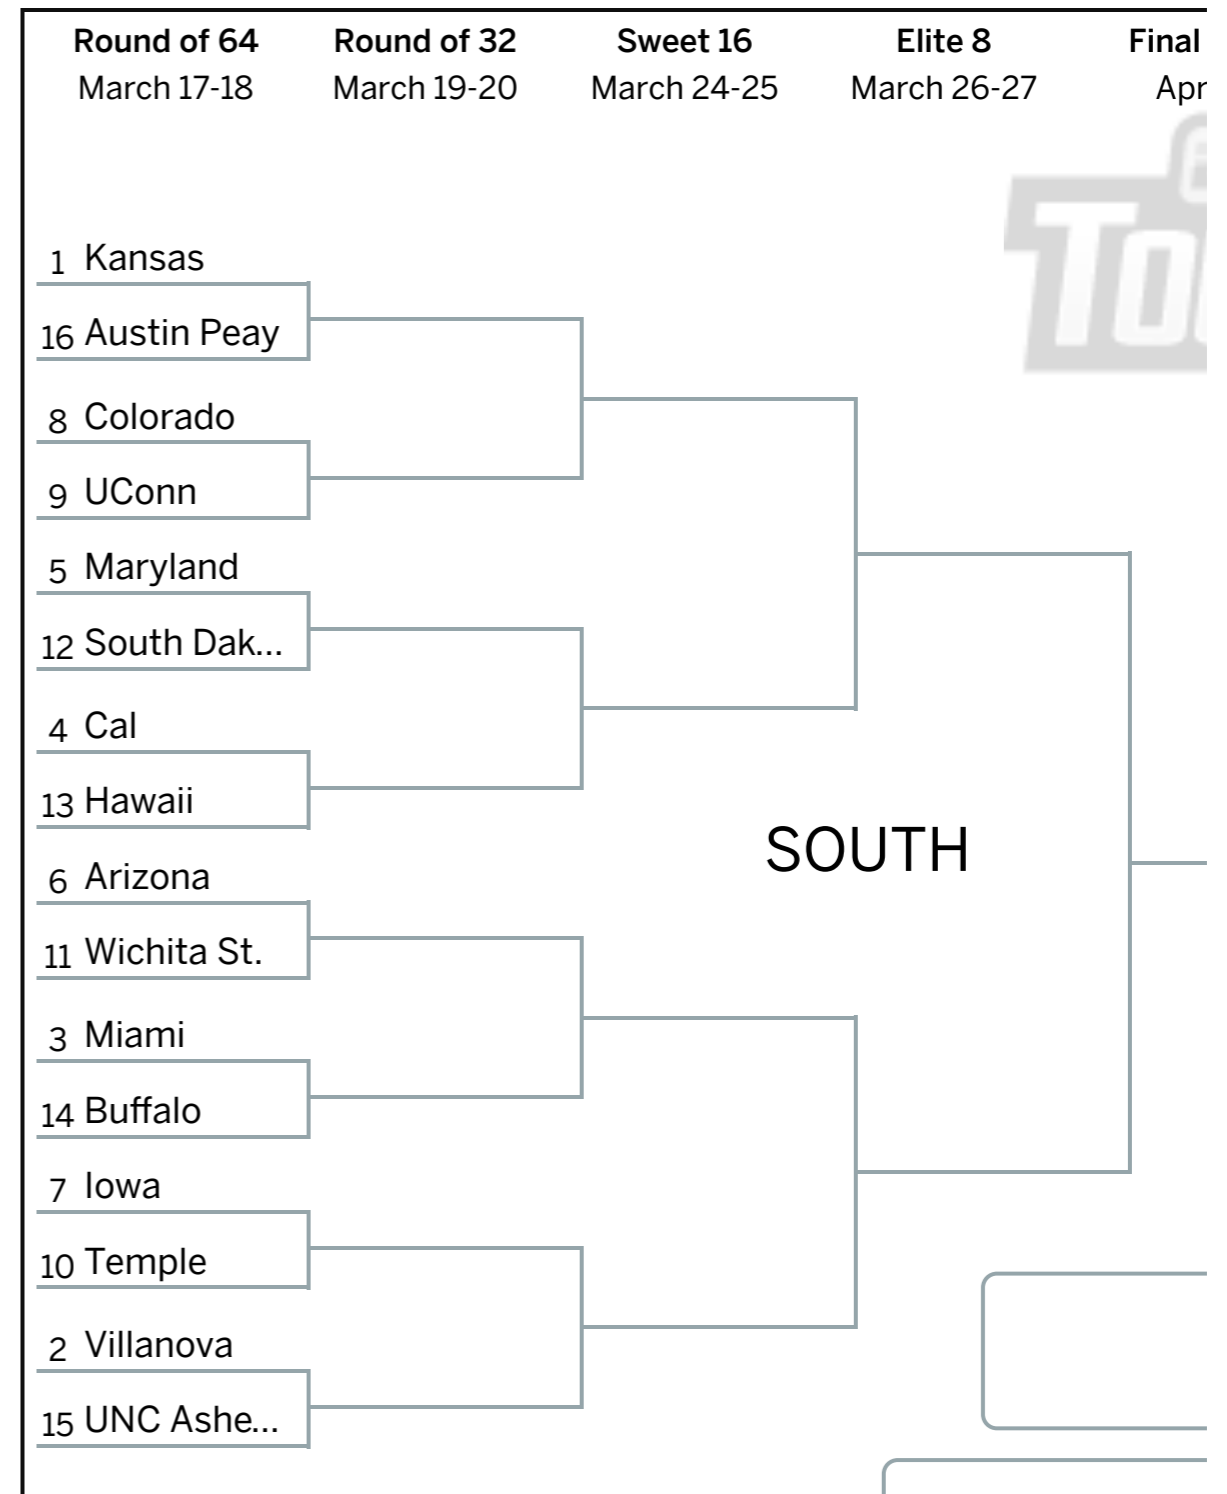 Round of 64 Round of 32 Sweet 16 Elite 8 Final
March 17-18 March 19-20 March 24-25 March 26-27
1 Kansas
16 Austin Peay
8 Colorado
9 UConn
5 Maryland
12 South Dak...
4 Cal
13 Hawaii
SOUTH
6 Arizona
11 Wichita St.
3 Miami
14 Buffalo
7 Iowa
10 Temple
2 Villanova
15 UNC Ashe...